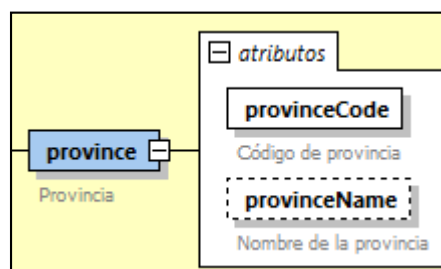 atributos
provinceCode
Código de provincia
province
Provincia
provinceName
Nombre de la provincia